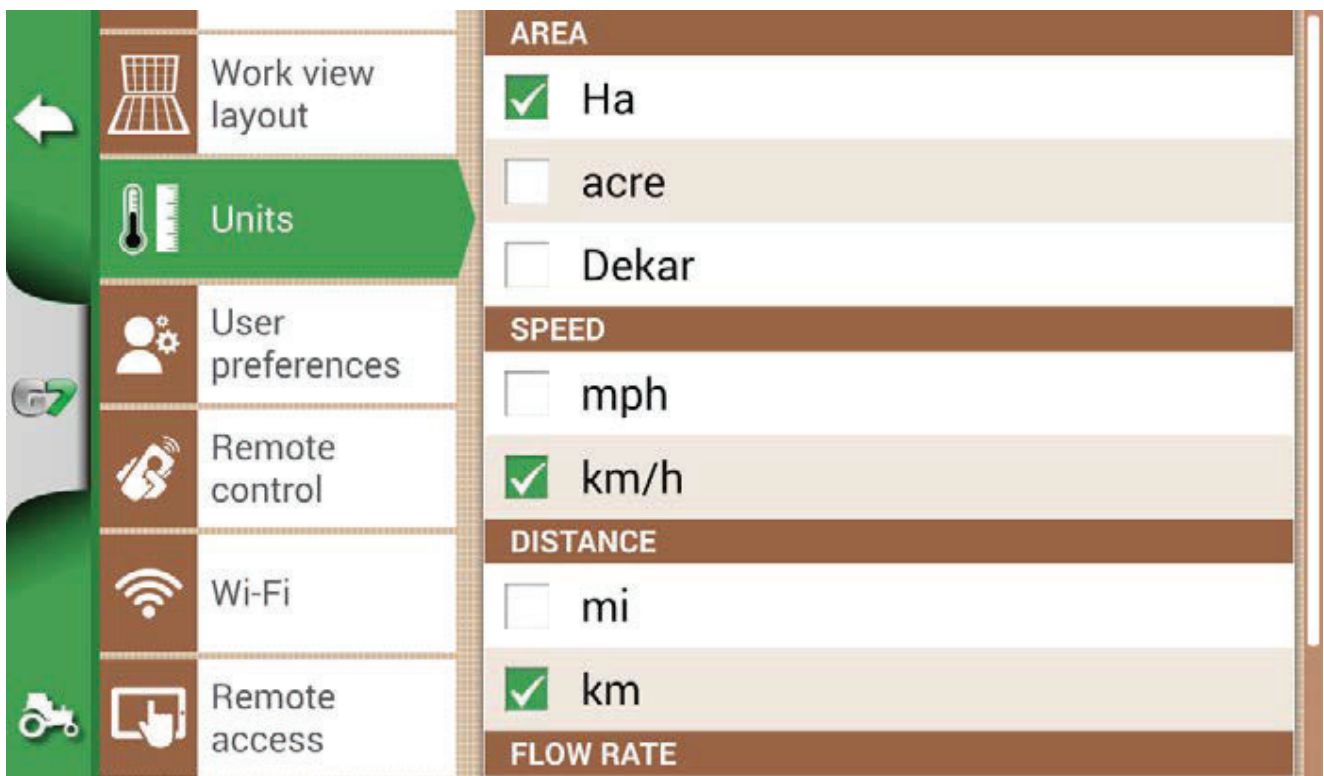 G7
Work view
layout
Units
User
preferences
Remote
control
Wi-Fi
Remote
access
AREA
Ha
acre
Dekar
SPEED
mph
km/h
DISTANCE
mi
km
FLOW RATE